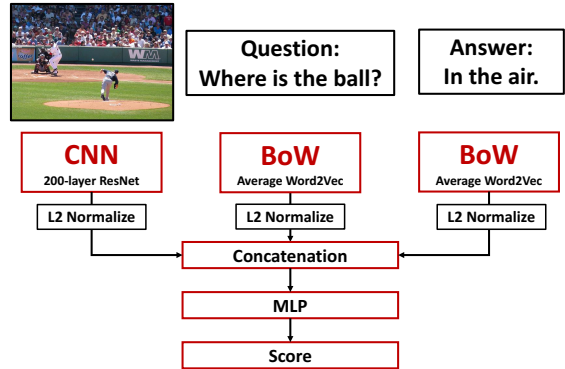 Question:
Where is the ball?
Answer:
In the air.
WM
CNN
200-layer ResNet
BoW
Average Word2Vec
BoW
Average Word2Vec
L2 Normalize
L2 Normalize
L2 Normalize
Concatenation
MLP
Score